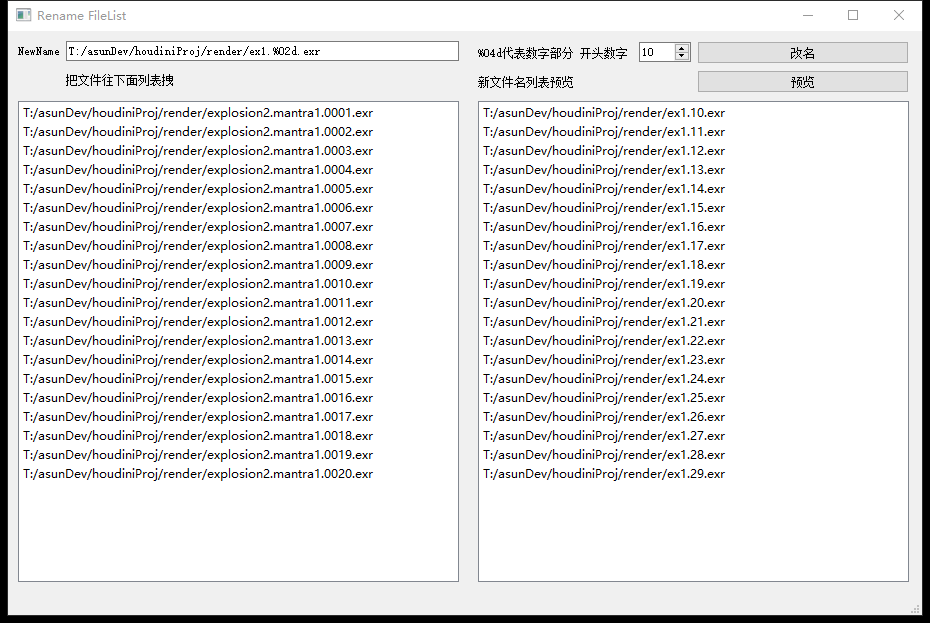 Rename FileList
NewName T:/asunDev/houdiniProj/render/ex1.%02d.exr
%04d代表数字部分 开头数字 10 改名
把文件往下面列表拽
新文件名列表预览 预览
T:/asunDev/houdiniProj/render/explosion2.mantra1.0001.exr
T:/asunDev/houdiniProj/render/explosion2.mantra1.0002.exr
T:/asunDev/houdiniProj/render/explosion2.mantra1.0003.exr
T:/asunDev/houdiniProj/render/explosion2.mantra1.0004.exr
T:/asunDev/houdiniProj/render/explosion2.mantra1.0005.exr
T:/asunDev/houdiniProj/render/explosion2.mantra1.0006.exr
T:/asunDev/houdiniProj/render/explosion2.mantra1.0007.exr
T:/asunDev/houdiniProj/render/explosion2.mantra1.0008.exr
T:/asunDev/houdiniProj/render/explosion2.mantra1.0009.exr
T:/asunDev/houdiniProj/render/explosion2.mantra1.0010.exr
T:/asunDev/houdiniProj/render/explosion2.mantra1.0011.exr
T:/asunDev/houdiniProj/render/explosion2.mantra1.0012.exr
T:/asunDev/houdiniProj/render/explosion2.mantra1.0013.exr
T:/asunDev/houdiniProj/render/explosion2.mantra1.0014.exr
T:/asunDev/houdiniProj/render/explosion2.mantra1.0015.exr
T:/asunDev/houdiniProj/render/explosion2.mantra1.0016.exr
T:/asunDev/houdiniProj/render/explosion2.mantra1.0017.exr
T:/asunDev/houdiniProj/render/explosion2.mantra1.0018.exr
T:/asunDev/houdiniProj/render/explosion2.mantra1.0019.exr
T:/asunDev/houdiniProj/render/explosion2.mantra1.0020.exr
T:/asunDev/houdiniProj/render/ex1.10.exr
T:/asunDev/houdiniProj/render/ex1.11.exr
T:/asunDev/houdiniProj/render/ex1.12.exr
T:/asunDev/houdiniProj/render/ex1.13.exr
T:/asunDev/houdiniProj/render/ex1.14.exr
T:/asunDev/houdiniProj/render/ex1.15.exr
T:/asunDev/houdiniProj/render/ex1.16.exr
T:/asunDev/houdiniProj/render/ex1.17.exr
T:/asunDev/houdiniProj/render/ex1.18.exr
T:/asunDev/houdiniProj/render/ex1.19.exr
T:/asunDev/houdiniProj/render/ex1.20.exr
T:/asunDev/houdiniProj/render/ex1.21.exr
T:/asunDev/houdiniProj/render/ex1.22.exr
T:/asunDev/houdiniProj/render/ex1.23.exr
T:/asunDev/houdiniProj/render/ex1.24.exr
T:/asunDev/houdiniProj/render/ex1.25.exr
T:/asunDev/houdiniProj/render/ex1.26.exr
T:/asunDev/houdiniProj/render/ex1.27.exr
T:/asunDev/houdiniProj/render/ex1.28.exr
T:/asunDev/houdiniProj/render/ex1.29.exr